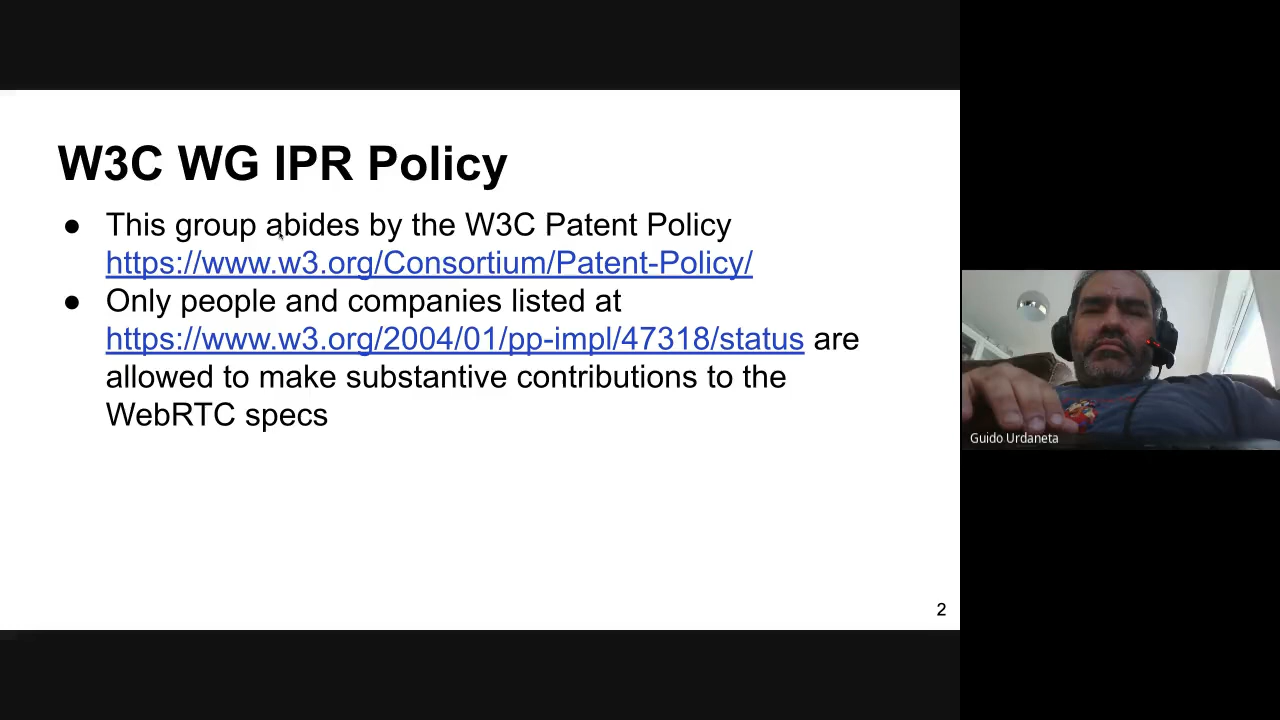 W3C WG IPR Policy
● This group abides by the W3C Patent Policy
https://www.w3.org/Consortium/Patent-Policy/
● Only people and companies listed at
https://www.w3.org/2004/01/pp-impl/47318/status are
allowed to make substantive contributions to the
WebRTC specs
2
Guido Urdaneta